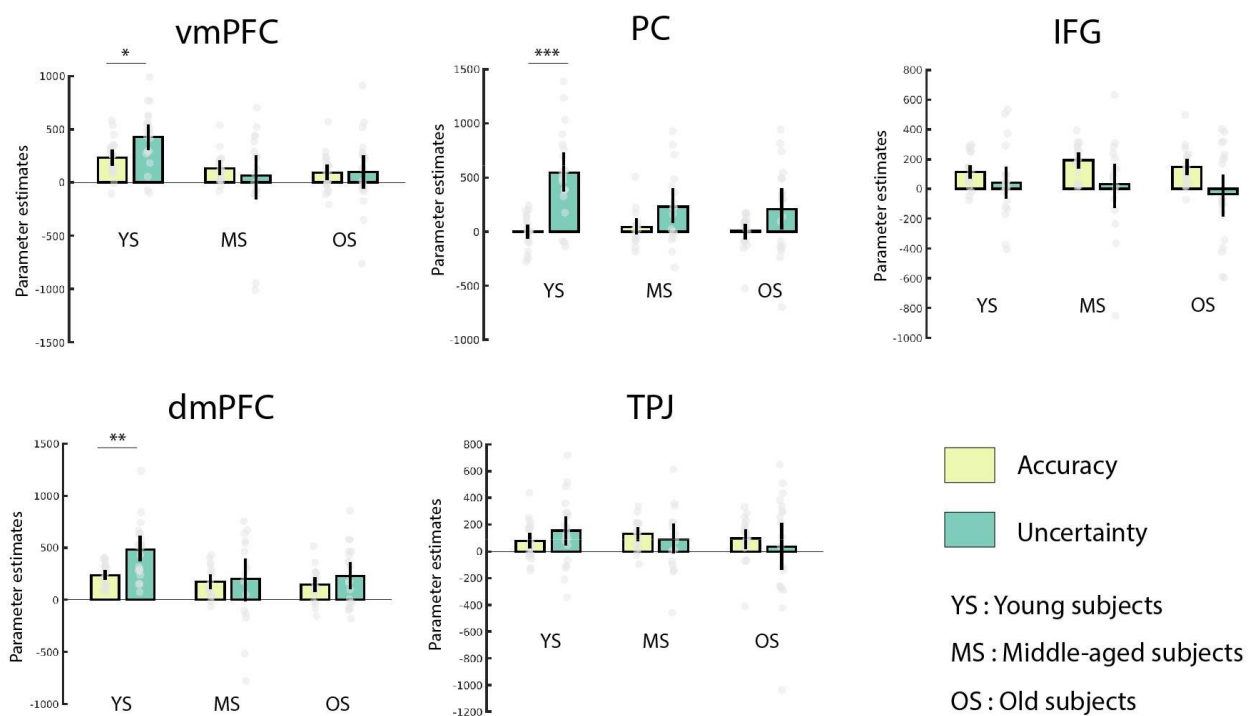 vmPFC
*
1000
500
0
-500
-1000
-1500
Parameter estimates
YS MS OS
PC
***
1500
1000
500
0
-500
-1000
Parameter estimates
YS MS OS
IFG
800
600
400
200
0
-200
-400
-600
-800
-1000
Parameter estimates
YS MS OS
dmPFC
**
1500
1000
500
0
-500
-1000
Parameter estimates
YS MS OS
TPJ
800
600
400
200
0
-200
-400
-600
-800
-1000
-1200
Parameter estimates
YS MS OS
Accuracy
Uncertainty
YS : Young subjects
MS : Middle-aged subjects
OS : Old subjects